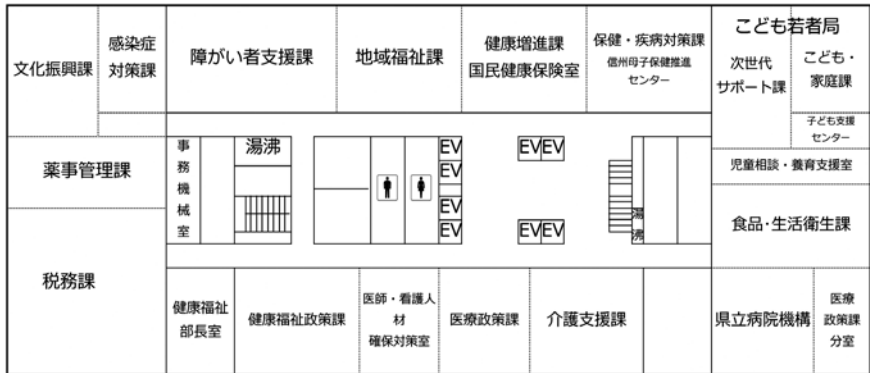 文化振興課
感染症
対策課
障がい者支援課
地域福祉課
健康増進課
国民健康保険室
保健・疾病対策課
信州母子保健推進
センター
こども若者局
次世代
サポート課
こども・
家庭課
子ども支援
センター
児童相談・養育支援室
薬事管理課
事務機械室
湯沸
EV
EV
EV
EV
EVEV
EVEV
湯沸
食品・生活衛生課
税務課
健康福祉
部長室
健康福祉政策課
医師・看護人
材
確保対策室
医療政策課
介護支援課
県立病院機構
医療
政策課
分室